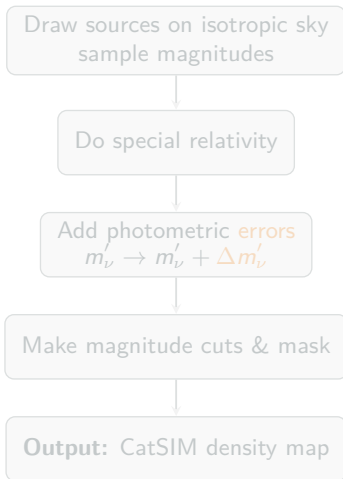 Draw sources on isotropic sky
sample magnitudes
Do special relativity
Add photometric errors
m′ν → m′ν + Δm′ν
Make magnitude cuts & mask
Output: CatSIM density map